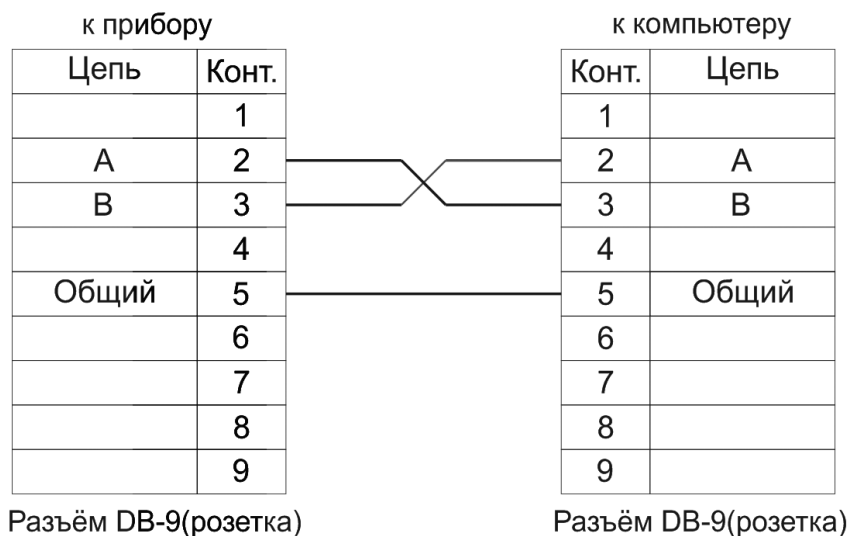 к прибору
к компьютеру
Цепь Конт.
Конт. Цепь
1
1
А 2
2 А
В 3
3 В
4
4
Общий 5
5 Общий
6
6
7
7
8
8
9
9
Разъём DB-9(розетка)
Разъём DB-9(розетка)